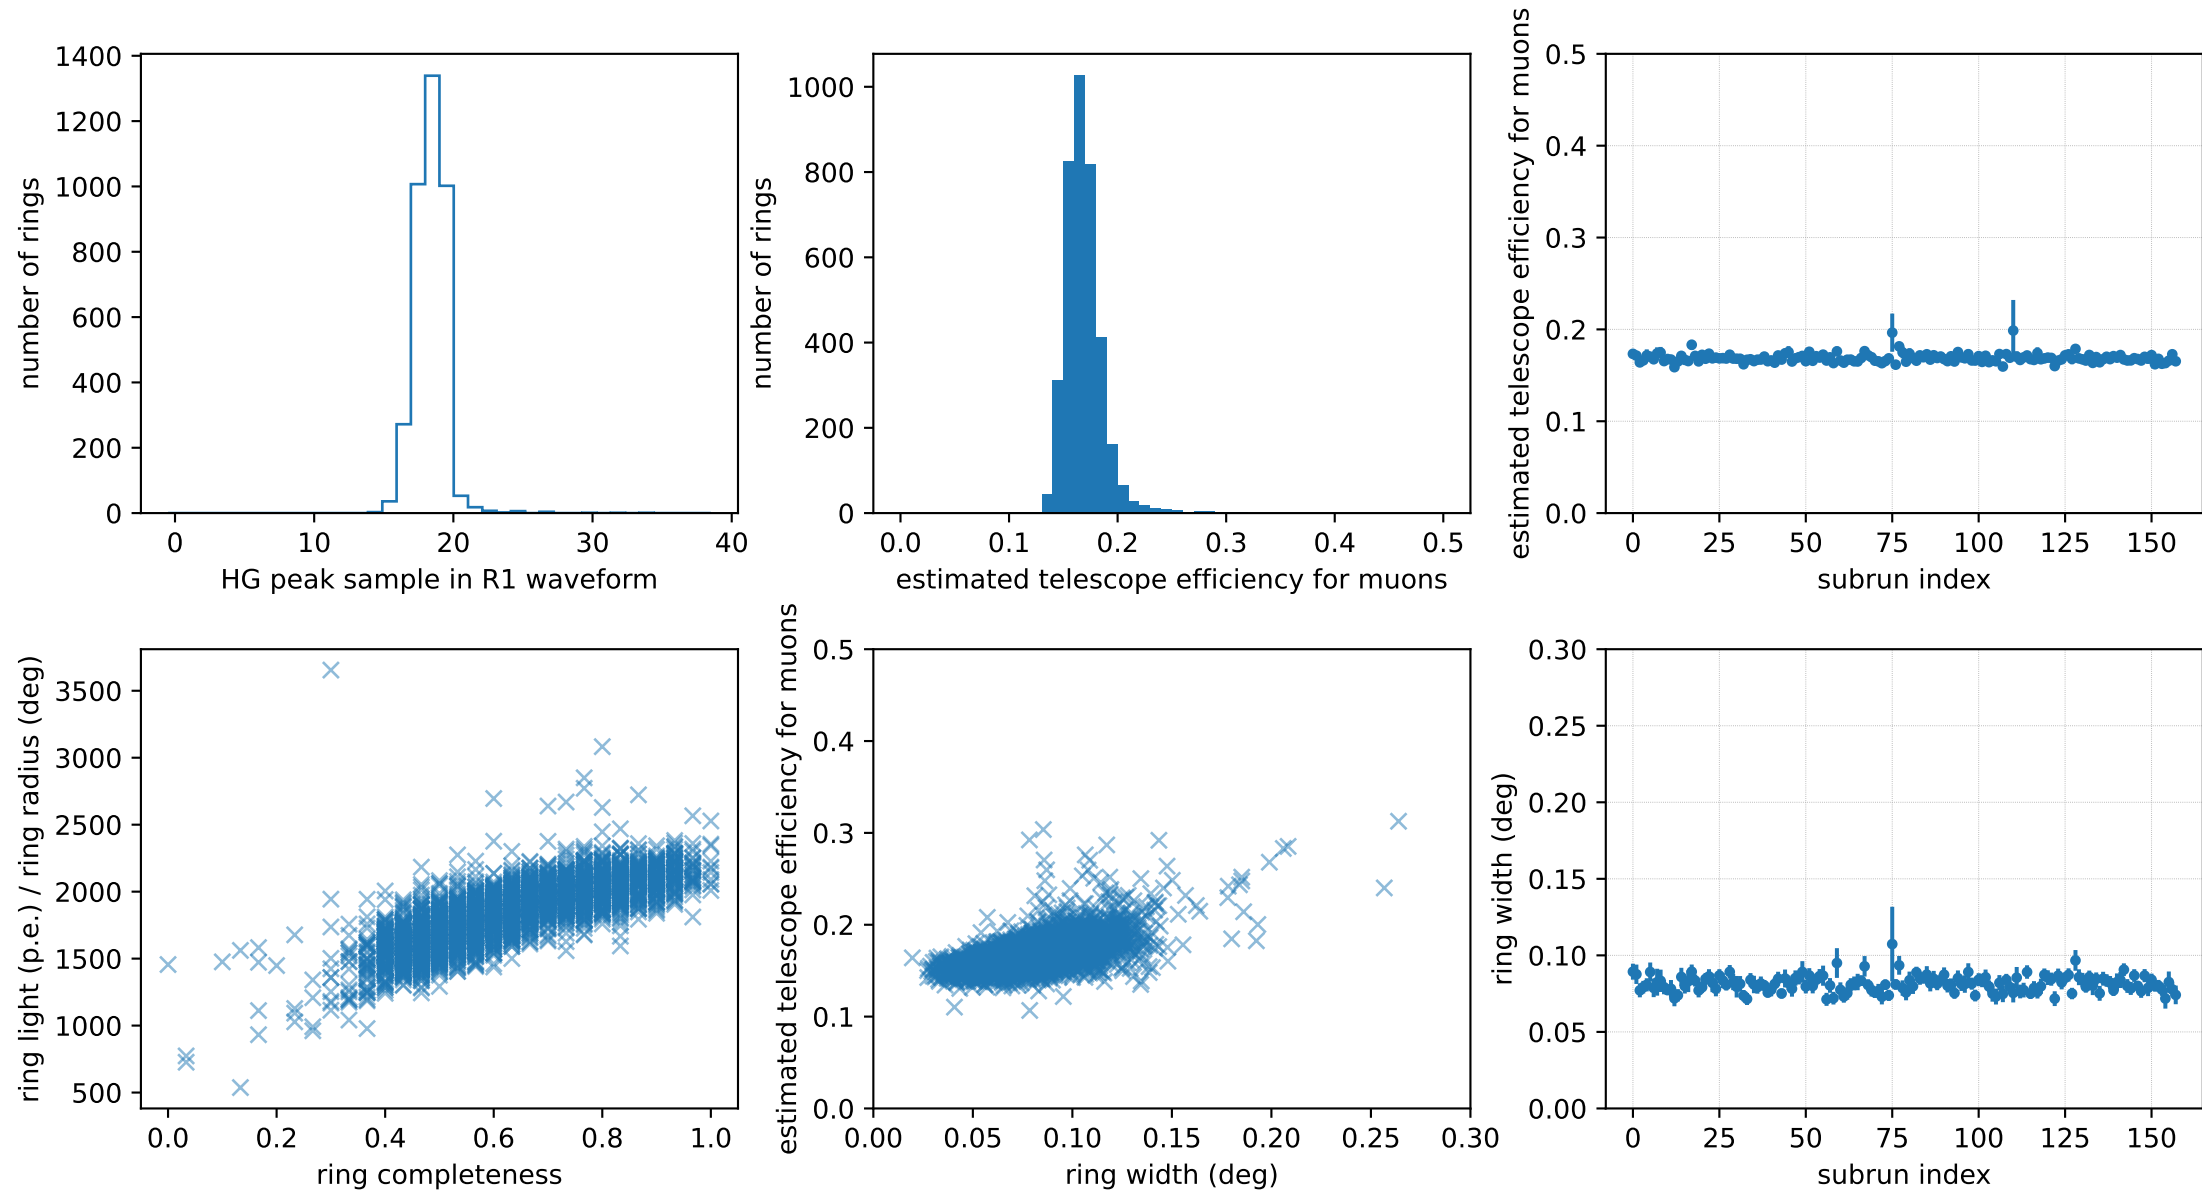 1400
1200
1000
800
600
400
200
0
number of rings
0 10 20 30 40
HG peak sample in R1 waveform
1000
800
600
400
200
0
number of rings
0.0 0.1 0.2 0.3 0.4 0.5
estimated telescope efficiency for muons
0.5
0.4
0.3
0.2
0.1
0.0
estimated telescope efficiency for muons
0 25 50 75 100 125 150
subrun index
3500
3000
2500
2000
1500
1000
500
ring light (p.e.) / ring radius (deg)
0.0 0.2 0.4 0.6 0.8 1.0
ring completeness
0.5
0.4
0.3
0.2
0.1
0.0
estimated telescope efficiency for muons
0.00 0.05 0.10 0.15 0.20 0.25 0.30
ring width (deg)
0.30
0.25
0.20
0.15
0.10
0.05
0.00
ring width (deg)
0 25 50 75 100 125 150
subrun index